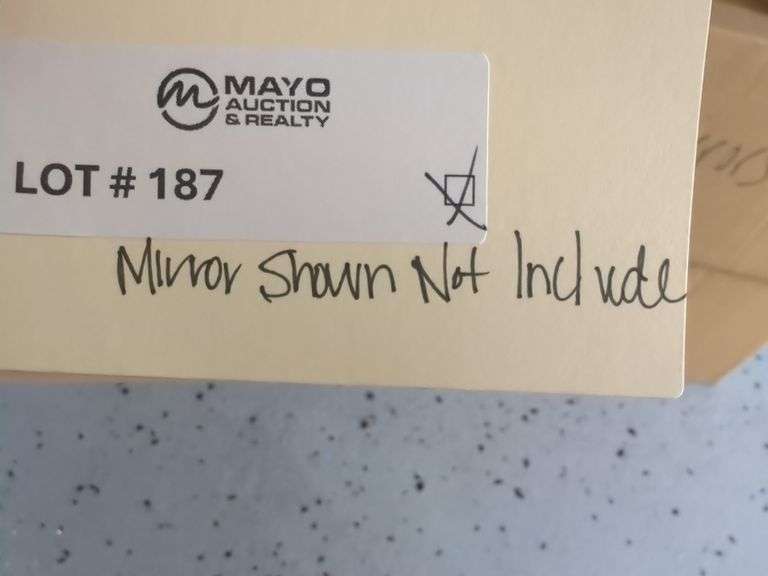 MAYO
AUCTION
& REALTY
LOT # 187
Mirror Shown Not Include